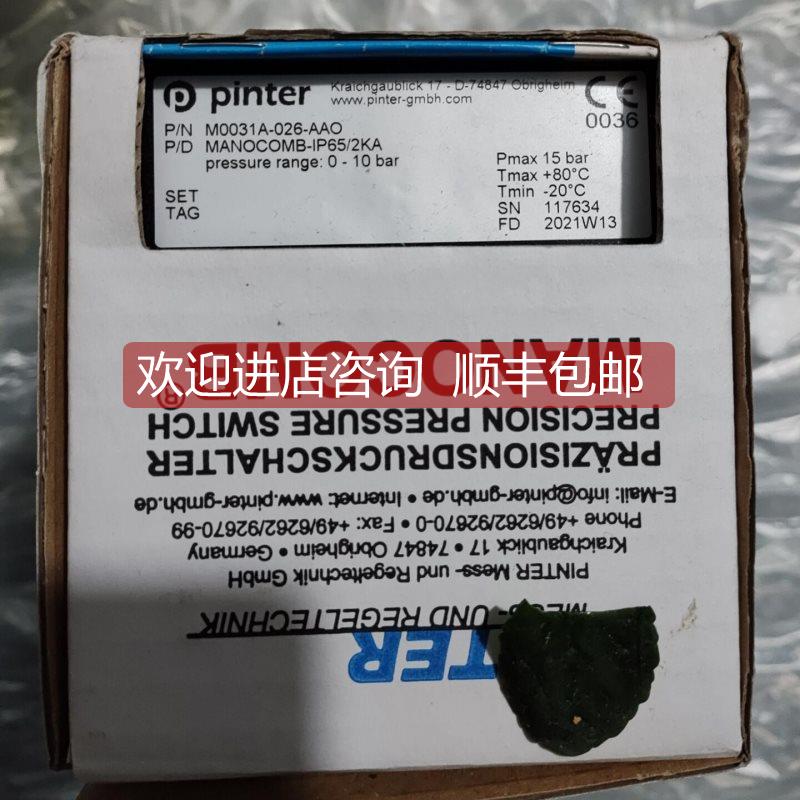 pinter
Kraichgaublick 17 - D-74847 Obrigheim
www.pinter-gmbh.com
CE
0036
P/N M0031A-026-AAO
P/D MANOCOMB-IP65/2KA
pressure range: 0 - 10 bar
SET
TAG
Pmax 15 bar
Tmax +80°C
Tmin -20°C
SN 117634
FD 2021W13
欢迎进店咨询 顺丰包邮
MANOCOMB®
PRECISION PRESSURE SWITCH
PRÄZISIONSDRUCKSCHALTER
E-Mail: info@pinter-gmbh.de • Internet: www.pinter-gmbh.de
Phone +49/6262/92670-0 • Fax: +49/6262/92670-99
Kraichgaublick 17 • 74847 Obrigheim • Germany
PINTER Mess- und Regeltechnik GmbH
MESS- UND REGELTECHNIK